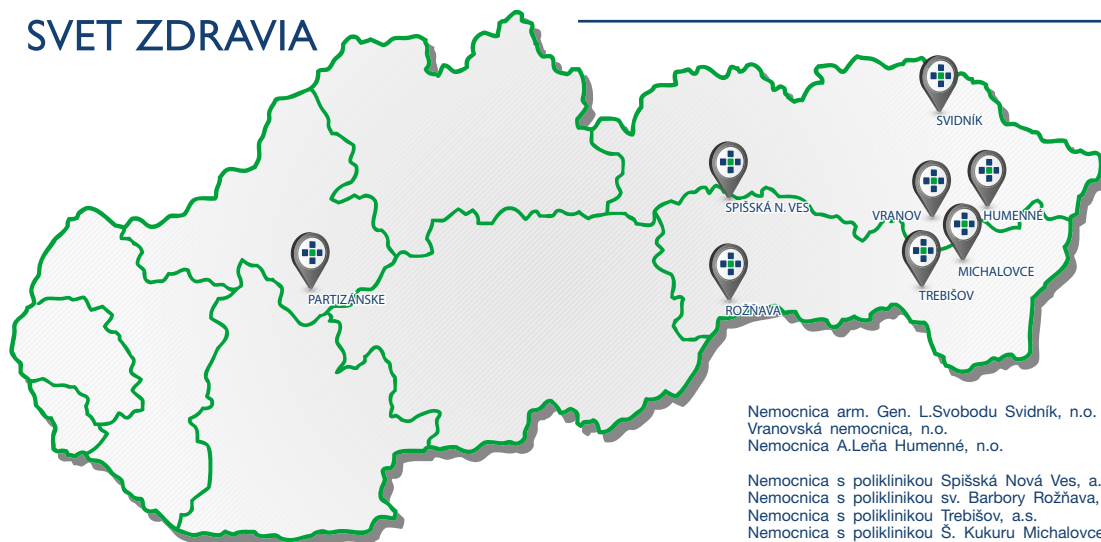 SVET ZDRAVIA
SVIDNÍK
SPIŠSKÁ N. VES
VRANOV
HUMENNÉ
PARTIZÁNSKE
MICHALOVCE
TREBIŠOV
ROŽŇAVA
Nemocnica arm. Gen. L.Svobodu Svidník, n.o.
Vranovská nemocnica, n.o.
Nemocnica A.Leňa Humenné, n.o.
Nemocnica s poliklinikou Spišská Nová Ves, a.
Nemocnica s poliklinikou sv. Barbory Rožňava,
Nemocnica s poliklinikou Trebišov, a.s.
Nemocnica s poliklinikou Š. Kukuru Michalovce